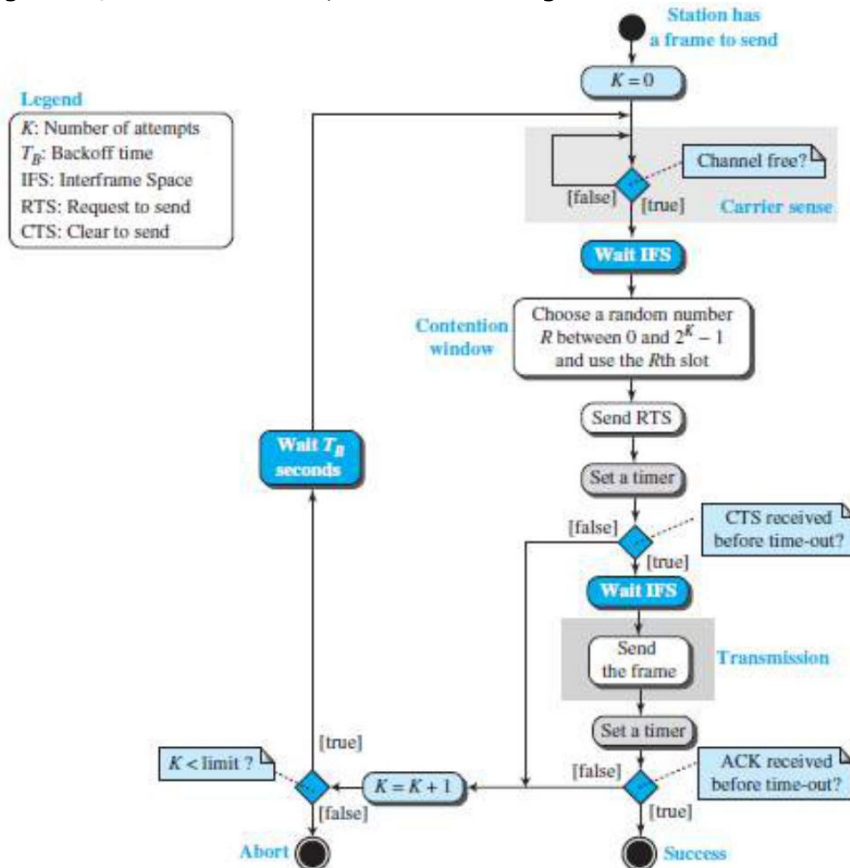 Station has
a frame to send
K = 0
Legend
K: Number of attempts
T_B: Backoff time
IFS: Interframe Space
RTS: Request to send
CTS: Clear to send
Channel free?
[false]
[true]
Carrier sense
Wait IFS
Contention
window
Choose a random number
R between 0 and 2^K − 1
and use the Rth slot
Send RTS
Wait T_B
seconds
Set a timer
[false]
CTS received
before time-out?
[true]
Wait IFS
Send
the frame
Transmission
Set a timer
[true]
K < limit ?
[false]
ACK received
before time-out?
K = K + 1
[false]
[true]
Abort
Success